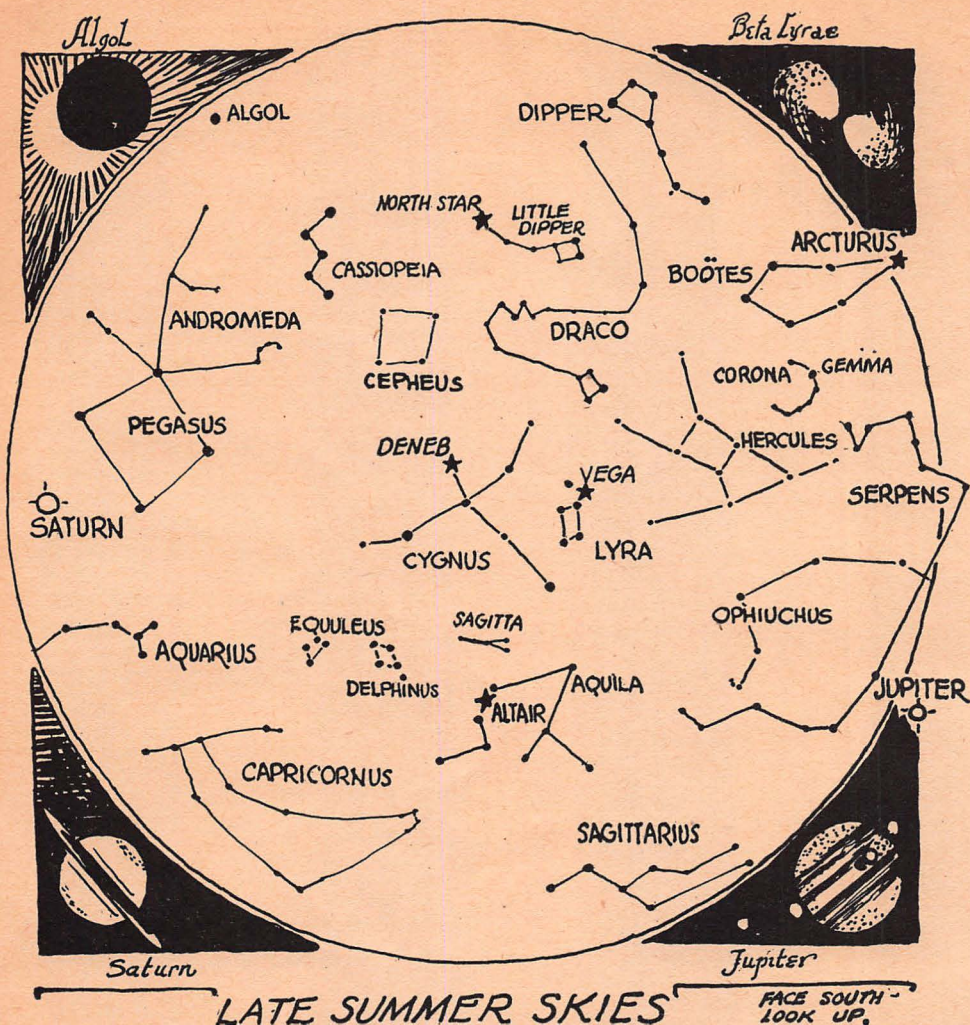 Algol
Beta Lyrae
ALGOL
DIPPER
NORTH STAR
LITTLE
DIPPER
ARCTURUS
CASSIOPEIA
BOÖTES
ANDROMEDA
DRACO
CEPHEUS
CORONA
GEMMA
PEGASUS
DENEB
HERCULES
VEGA
SATURN
SERPENS
CYGNUS
LYRA
EQUULEUS
SAGITTA
OPHIUCHUS
AQUARIUS
DELPHINUS
AQUILA
JUPITER
ALTAIR
CAPRICORNUS
SAGITTARIUS
Saturn
Jupiter
LATE SUMMER SKIES
FACE SOUTH -
LOOK UP.